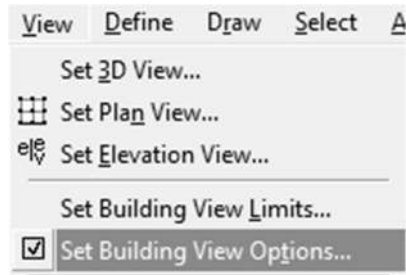 View Define Draw Select A
Set 3D View...
Set Plan View...
Set Elevation View...
Set Building View Limits...
Set Building View Options...